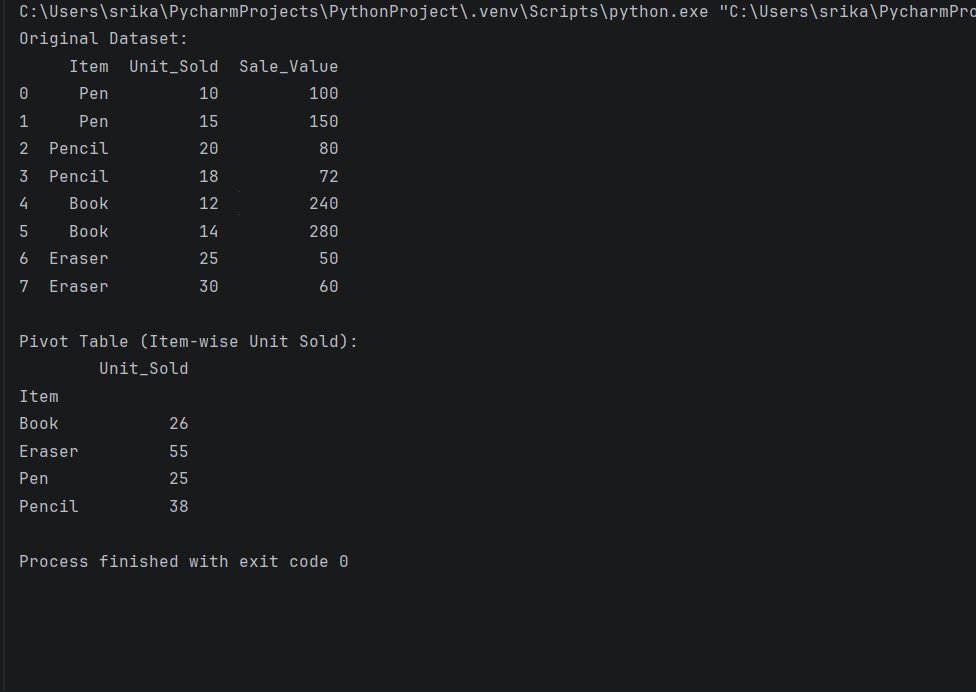 C:\Users\srika\PycharmProjects\PythonProject\.venv\Scripts\python.exe "C:\Users\srika\PycharmPro
Original Dataset:
     Item  Unit_Sold  Sale_Value
0     Pen         10         100
1     Pen         15         150
2  Pencil         20          80
3  Pencil         18          72
4    Book         12         240
5    Book         14         280
6  Eraser         25          50
7  Eraser         30          60

Pivot Table (Item-wise Unit Sold):
        Unit_Sold
Item
Book           26
Eraser         55
Pen            25
Pencil         38

Process finished with exit code 0